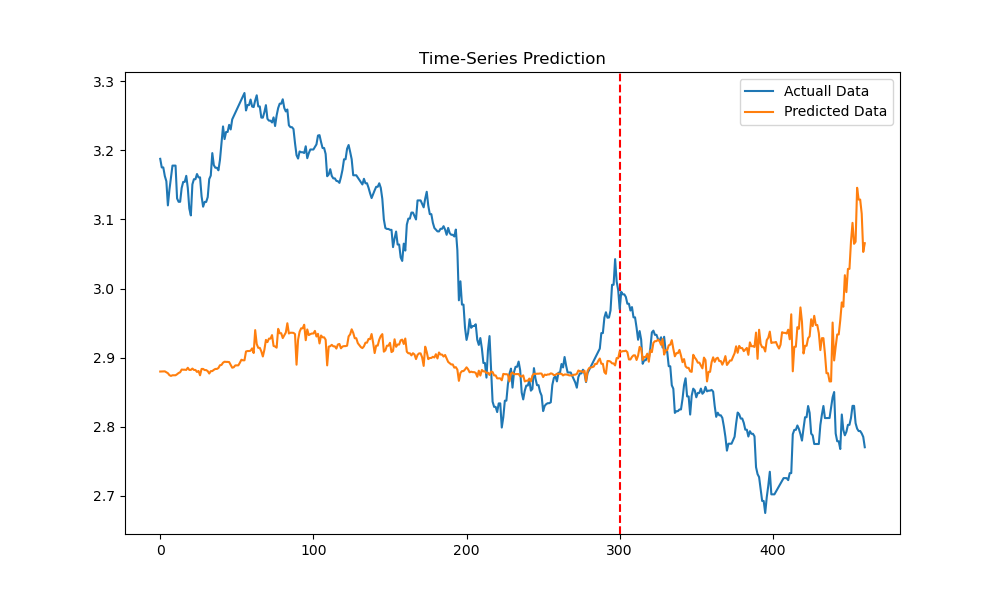 Time-Series Prediction
Actuall Data
Predicted Data
3.3
3.2
3.1
3.0
2.9
2.8
2.7
0 100 200 300 400